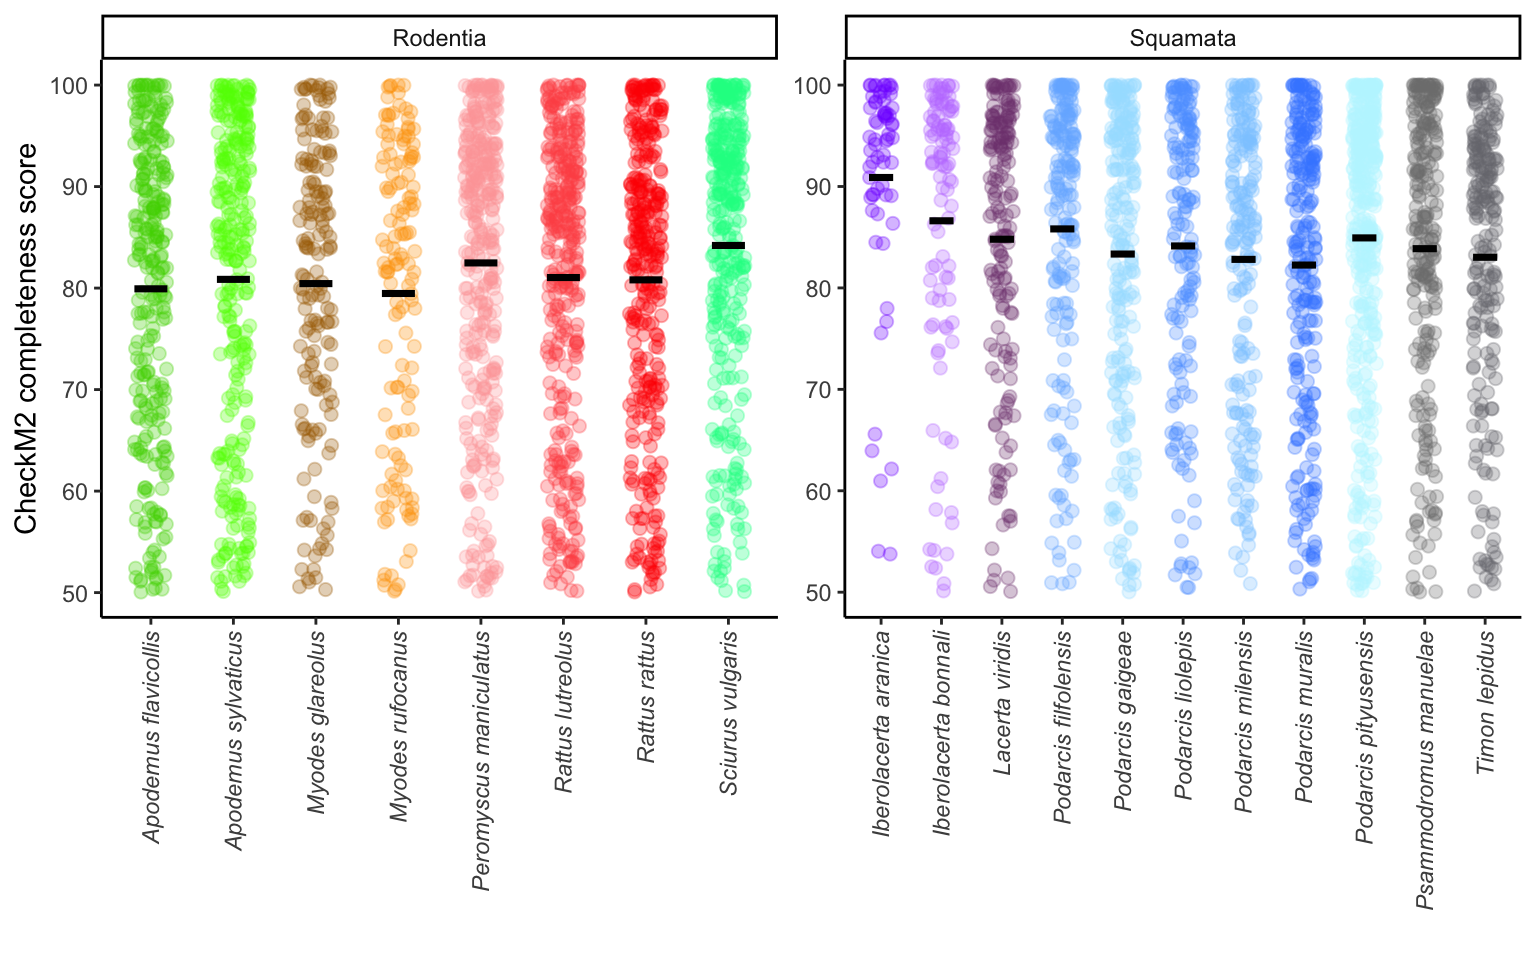 Rodentia
Squamata
CheckM2 completeness score
100
90
80
70
60
50
100
90
80
70
60
50
Apodemus flavicollis
Apodemus sylvaticus
Myodes glareolus
Myodes rufocanus
Peromyscus maniculatus
Rattus lutreolus
Rattus rattus
Sciurus vulgaris
Iberolacerta aranica
Iberolacerta bonnali
Lacerta viridis
Podarcis filfolensis
Podarcis gaigeae
Podarcis liolepis
Podarcis milensis
Podarcis muralis
Podarcis pityusensis
Psammodromus manuelae
Timon lepidus